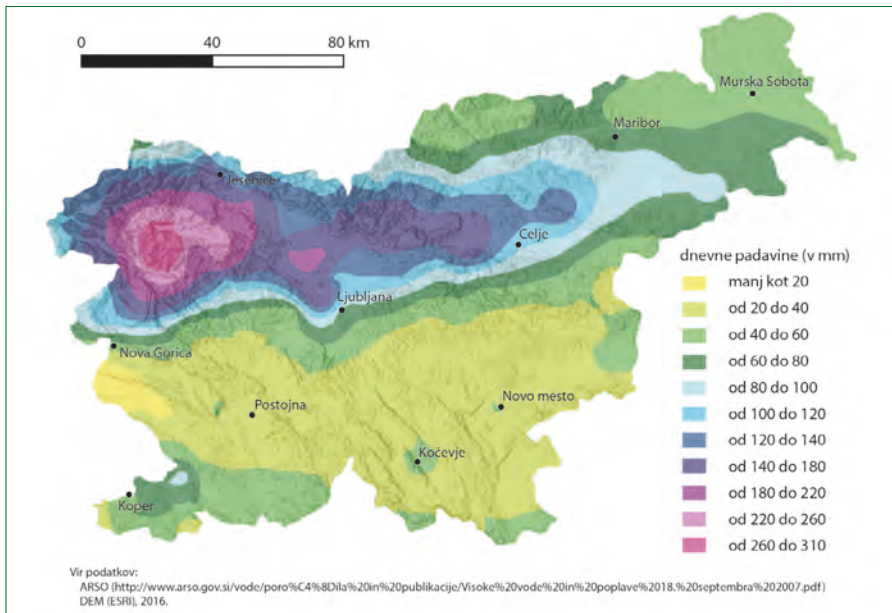 0 40 80 km
Murska Sobota
Maribor
Jesenice
Celje
Ljubljana
Nova Gorica
Postojna
Novo mesto
Kočevje
Koper
dnevne padavine (v mm)
manj kot 20
od 20 do 40
od 40 do 60
od 60 do 80
od 80 do 100
od 100 do 120
od 120 do 140
od 140 do 180
od 180 do 220
od 220 do 260
od 260 do 310
Vir podatkov:
ARSO (http://www.arso.gov.si/vode/poro%C4%8Dila%20in%20publikacije/Visoke%20vode%20in%20poplave%2018.%20septembra%202007.pdf)
DEM (ESRI), 2016.